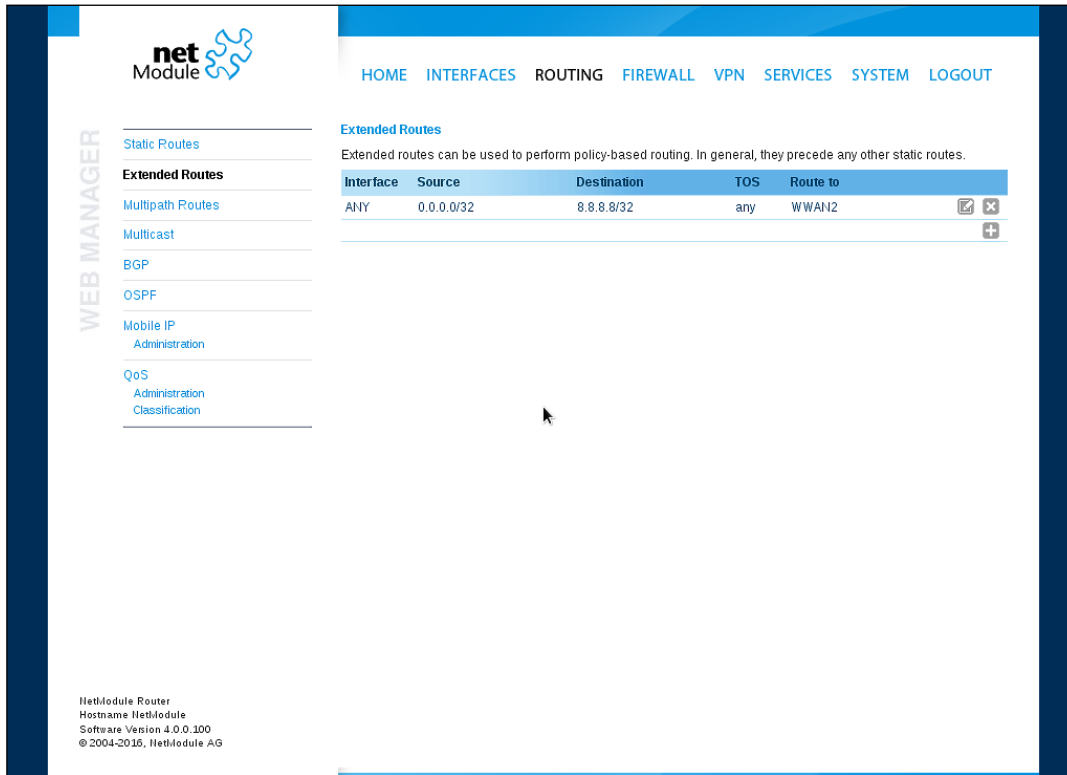 net
Module
HOME INTERFACES ROUTING FIREWALL VPN SERVICES SYSTEM LOGOUT
WEB MANAGER
Static Routes
Extended Routes
Multipath Routes
Multicast
BGP
OSPF
Mobile IP
Administration
QoS
Administration
Classification
Extended Routes
Extended routes can be used to perform policy-based routing. In general, they precede any other static routes.
Interface Source Destination TOS Route to
ANY 0.0.0.0/32 8.8.8.8/32 any WWAN2
NetModule Router
Hostname NetModule
Software Version 4.0.0.100
© 2004-2016, NetModule AG